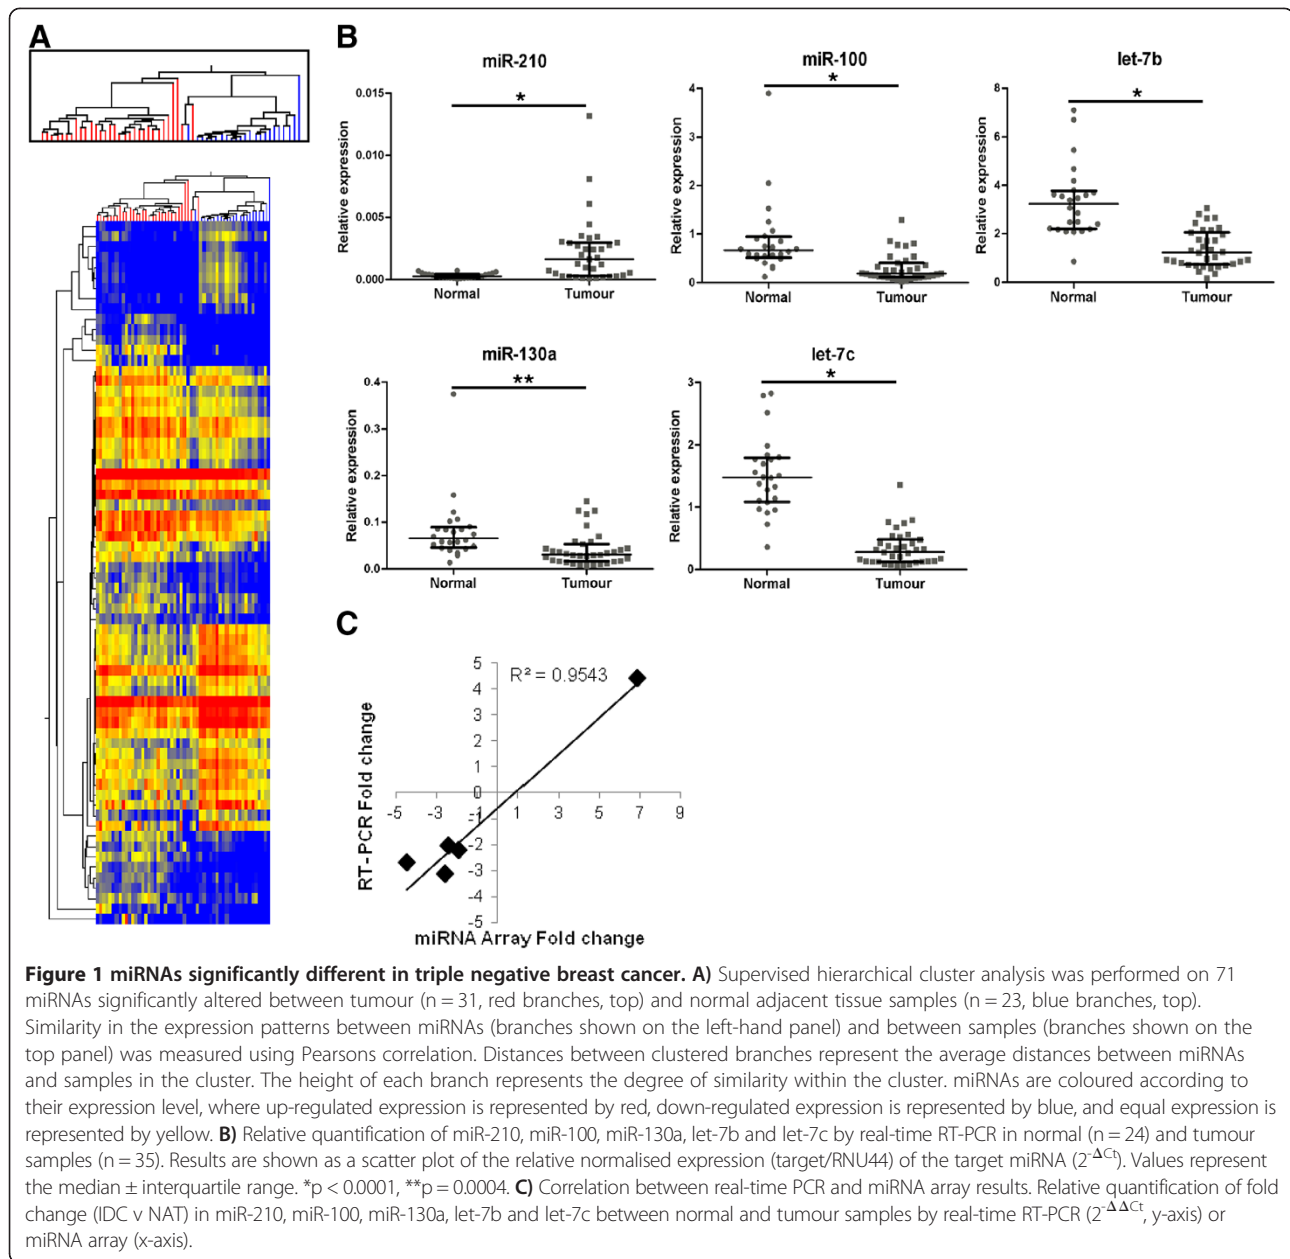 A
B
miR-210
Relative expression
0.015
0.010
0.005
0.000
*
Normal
Tumour
miR-100
Relative expression
4
3
2
1
0
*
Normal
Tumour
let-7b
Relative expression
8
6
4
2
0
*
Normal
Tumour
miR-130a
Relative expression
0.4
0.3
0.2
0.1
0.0
**
Normal
Tumour
let-7c
Relative expression
3
2
1
0
*
Normal
Tumour
C
R² = 0.9543
RT-PCR Fold change
5
4
3
2
1
0
-1
-2
-3
-4
-5
-5
-3
-1
1
3
5
7
9
miRNA Array Fold change
Figure 1 miRNAs significantly different in triple negative breast cancer. A) Supervised hierarchical cluster analysis was performed on 71
miRNAs significantly altered between tumour (n = 31, red branches, top) and normal adjacent tissue samples (n = 23, blue branches, top).
Similarity in the expression patterns between miRNAs (branches shown on the left-hand panel) and between samples (branches shown on the
top panel) was measured using Pearsons correlation. Distances between clustered branches represent the average distances between miRNAs
and samples in the cluster. The height of each branch represents the degree of similarity within the cluster. miRNAs are coloured according to
their expression level, where up-regulated expression is represented by red, down-regulated expression is represented by blue, and equal expression is
represented by yellow. B) Relative quantification of miR-210, miR-100, miR-130a, let-7b and let-7c by real-time RT-PCR in normal (n = 24) and tumour
samples (n = 35). Results are shown as a scatter plot of the relative normalised expression (target/RNU44) of the target miRNA (2^-ΔCt). Values represent
the median ± interquartile range. *p < 0.0001, **p = 0.0004. C) Correlation between real-time PCR and miRNA array results. Relative quantification of fold
change (IDC v NAT) in miR-210, miR-100, miR-130a, let-7b and let-7c between normal and tumour samples by real-time RT-PCR (2^-ΔΔCt, y-axis) or
miRNA array (x-axis).